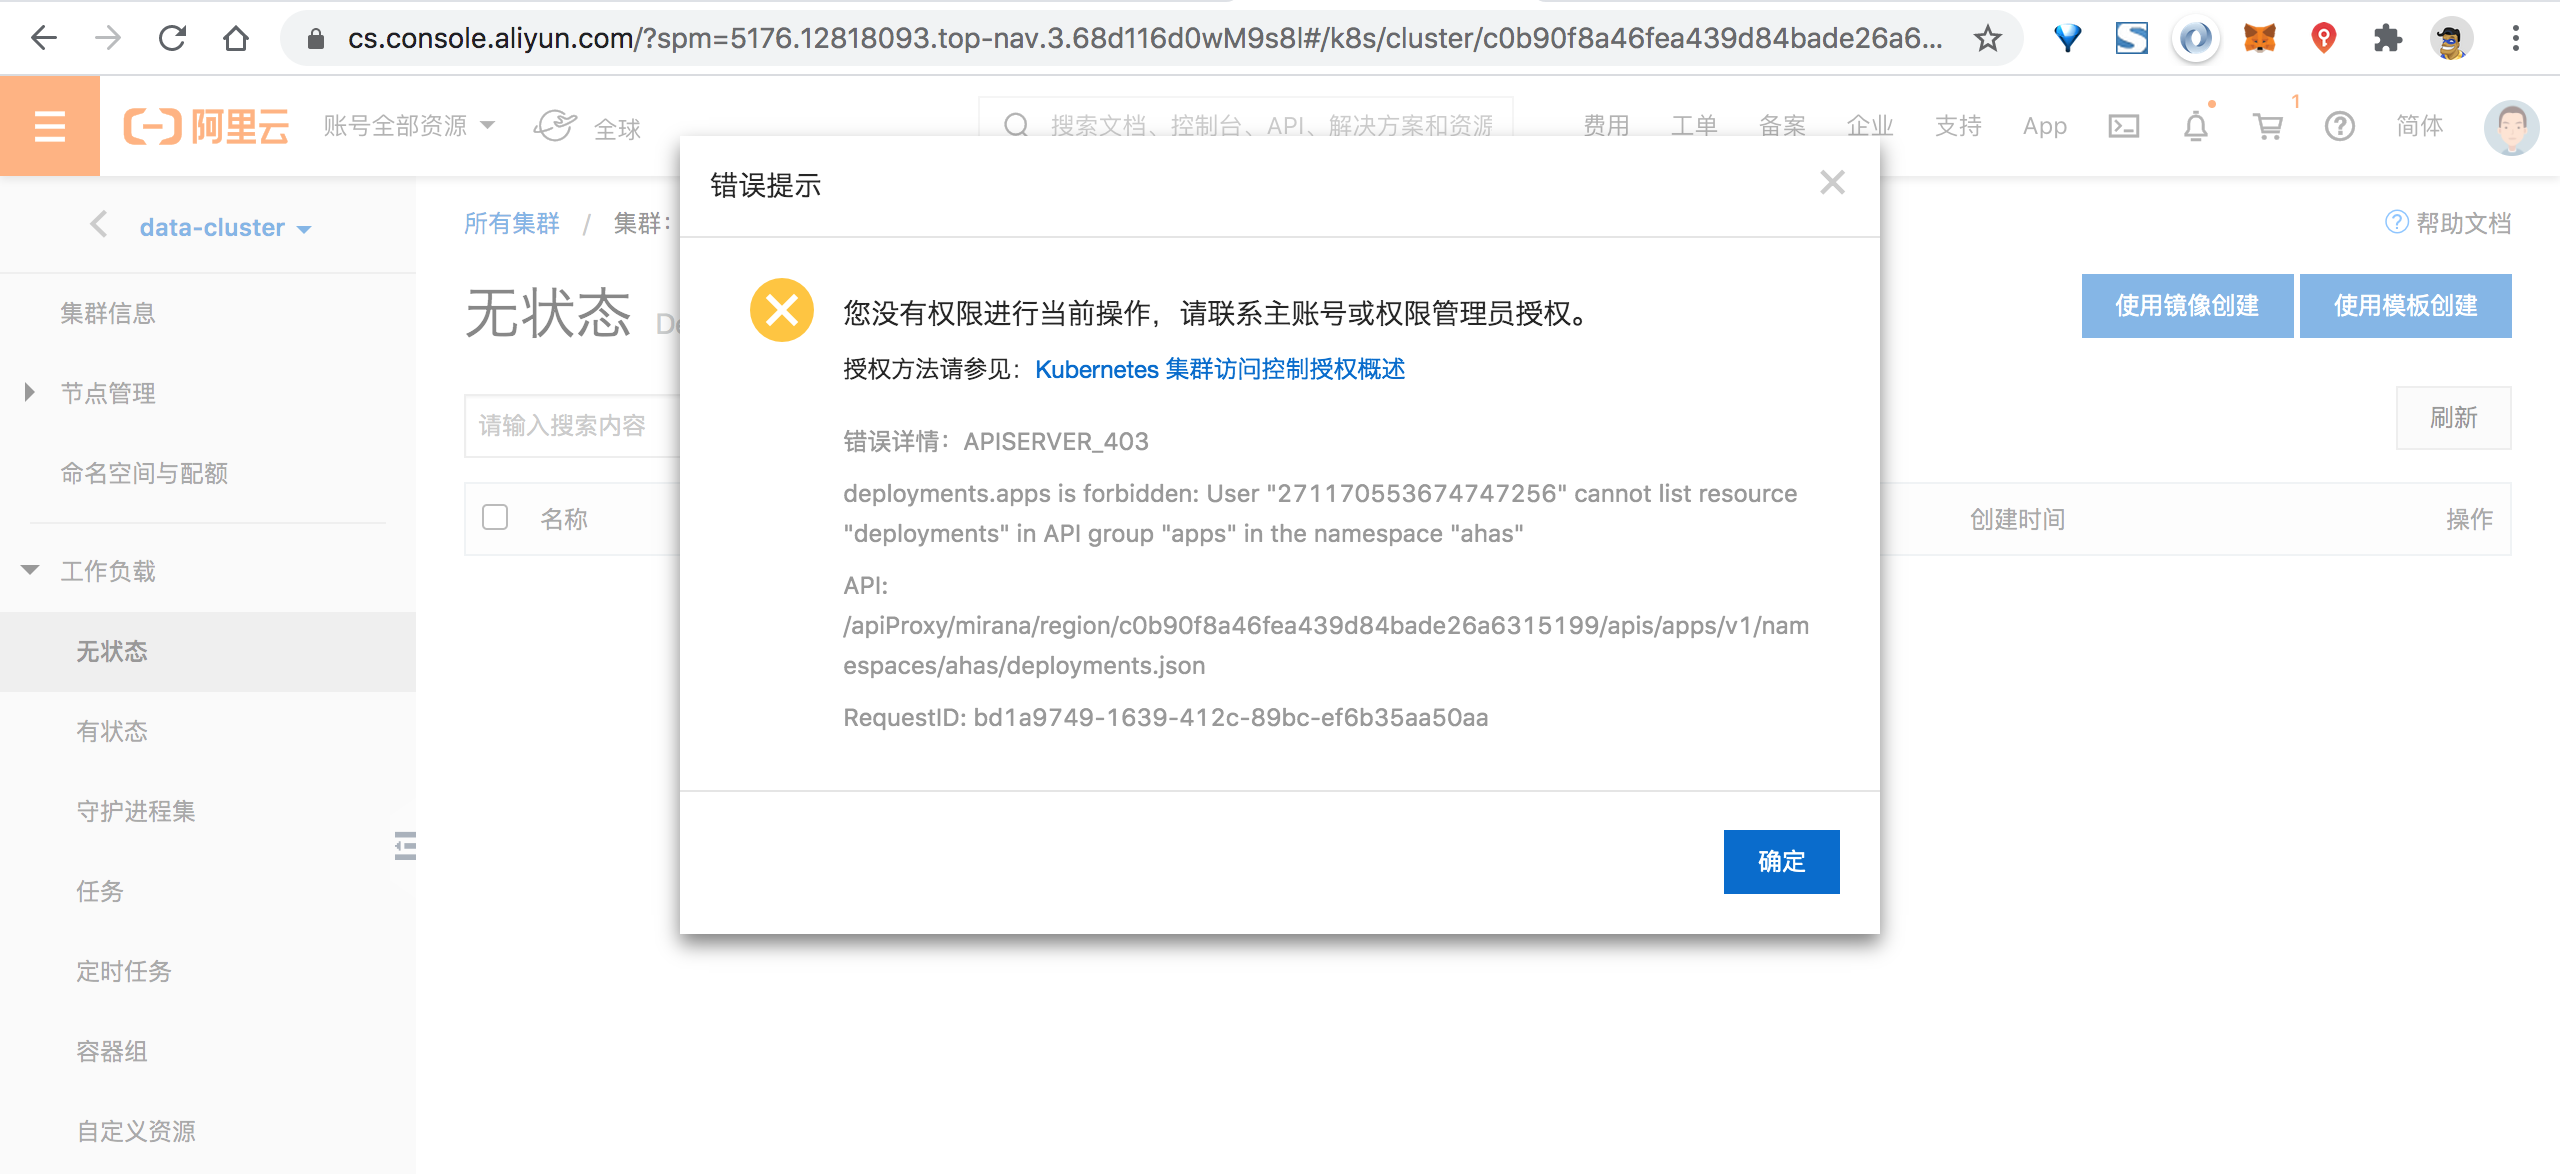 cs.console.aliyun.com/?spm=5176.12818093.top-nav.3.68d116d0wM9s8l#/k8s/cluster/c0b90f8a46fea439d84bade26a6...
阿里云
账号全部资源
全球
搜索文档、控制台、API、解决方案和资源
费用
工单
备案
企业
支持
App
1
简体
data-cluster
集群信息
节点管理
命名空间与配额
工作负载
无状态
有状态
守护进程集
任务
定时任务
容器组
自定义资源
所有集群 / 集群：
帮助文档
无状态
使用镜像创建
使用模板创建
请输入搜索内容
刷新
名称
创建时间
操作
错误提示
您没有权限进行当前操作，请联系主账号或权限管理员授权。
授权方法请参见：Kubernetes 集群访问控制授权概述
错误详情：APISERVER_403
deployments.apps is forbidden: User "271170553674747256" cannot list resource
"deployments" in API group "apps" in the namespace "ahas"
API:
/apiProxy/mirana/region/c0b90f8a46fea439d84bade26a6315199/apis/apps/v1/nam
espaces/ahas/deployments.json
RequestID: bd1a9749-1639-412c-89bc-ef6b35aa50aa
确定